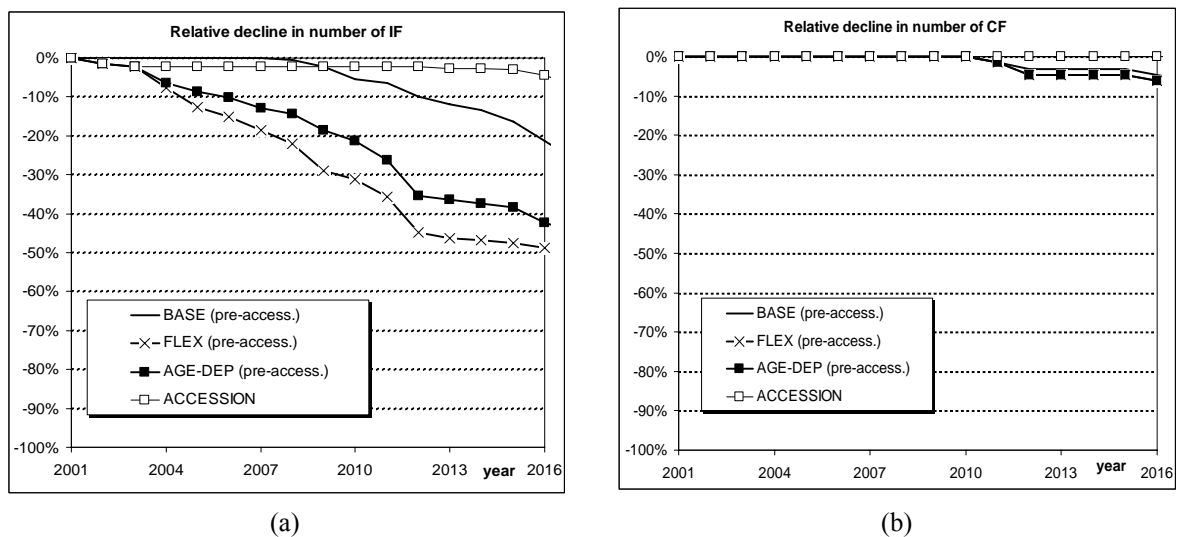 Relative decline in number of IF
0%
-10%
-20%
-30%
-40%
-50%
-60%
-70%
-80%
-90%
-100%
BASE (pre-access.)
FLEX (pre-access.)
AGE-DEP (pre-access.)
ACCESSION
2001 2004 2007 2010 2013 year 2016
(a)
Relative decline in number of CF
0%
-10%
-20%
-30%
-40%
-50%
-60%
-70%
-80%
-90%
-100%
BASE (pre-access.)
FLEX (pre-access.)
AGE-DEP (pre-access.)
ACCESSION
2001 2004 2007 2010 2013 year 2016
(b)